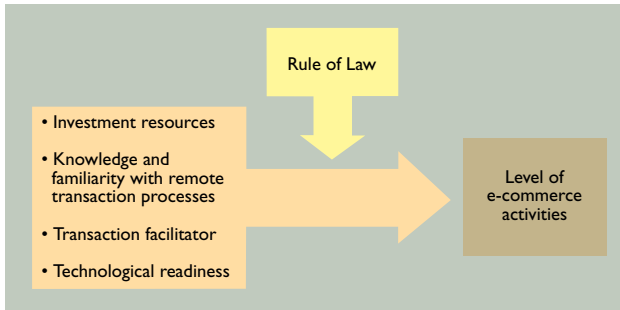 Rule of Law
• Investment resources
• Knowledge and
familiarity with remote
transaction processes
• Transaction facilitator
• Technological readiness
Level of
e-commerce
activities